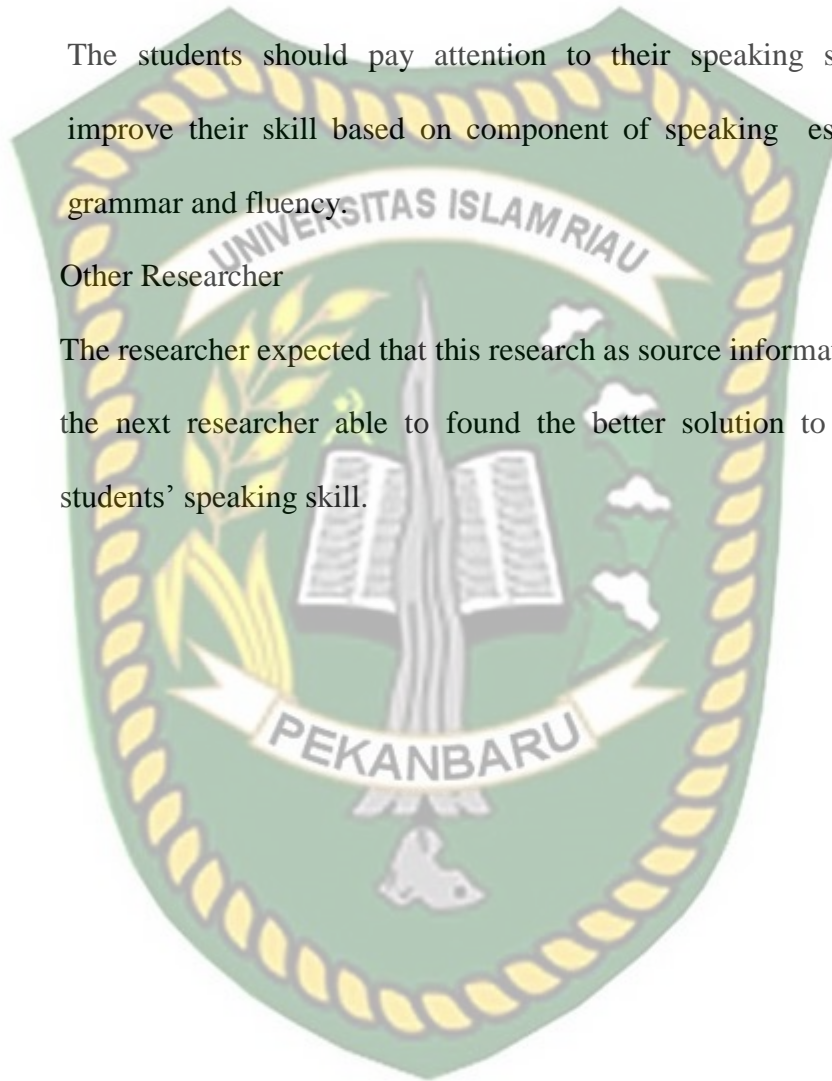 The students should pay attention to their speaking s
improve their skill based on component of speaking es
grammar and fluency.
UNIVERSITAS ISLAM RIAU
Other Researcher
The researcher expected that this research as source informa
the next researcher able to found the better solution to
students’ speaking skill.
PEKANBARU